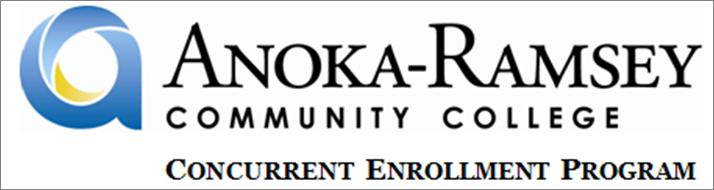 ANOKA-RAMSEY
COMMUNITY COLLEGE
CONCURRENT ENROLLMENT PROGRAM